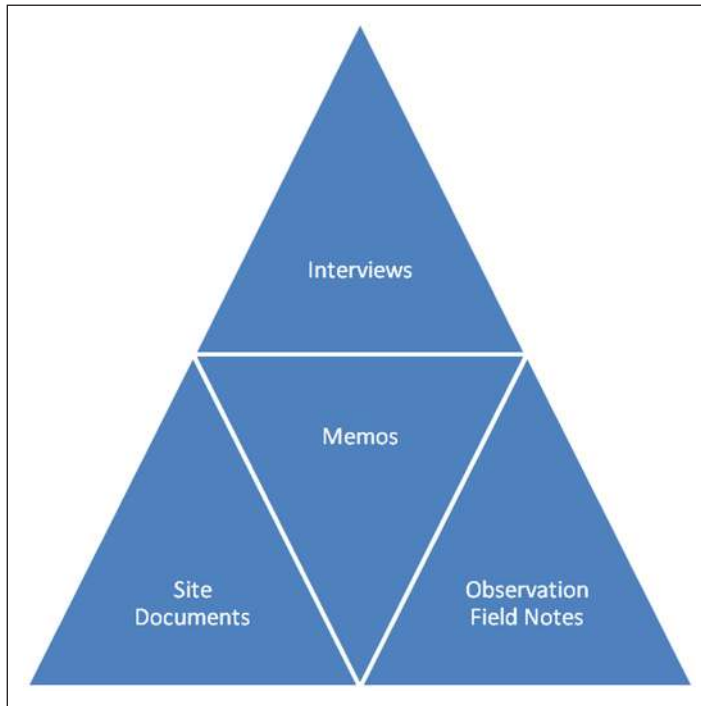 Interviews
Memos
Site
Documents
Observation
Field Notes